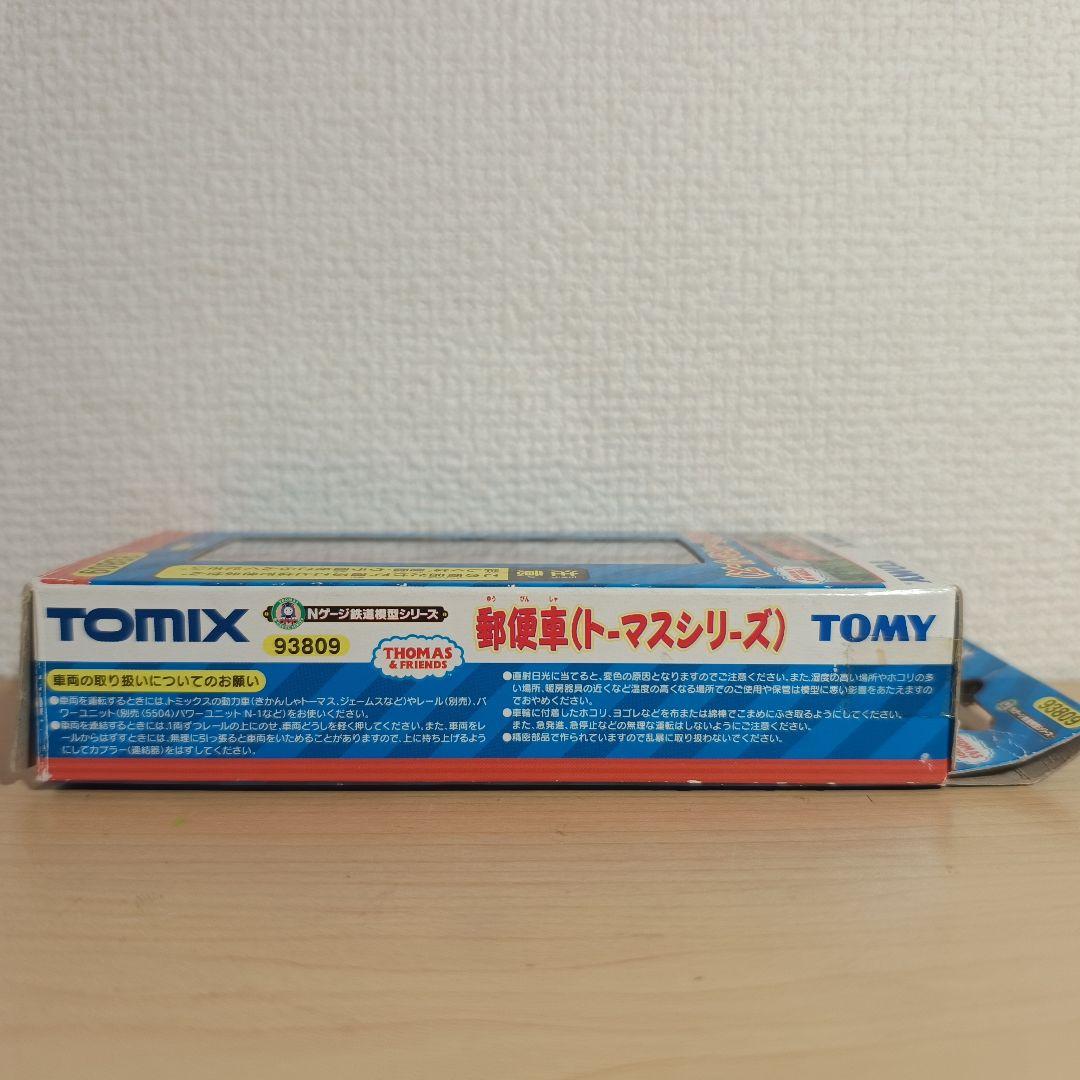 TOMIX
Nゲージ鉄道模型シリーズ
93809
THOMAS
& FRIENDS
ゆう びん しゃ
郵便車(トーマスシリーズ)
TOMY
車両の取り扱いについてのお願い
●車両を運転するときには、トミックスの動力車(きかんしゃトーマス、ジェームスなど)やレール(別売)、パ
ワーユニット(別売〈5504〉パワーユニット N-1など)をお使いください。
●車両を連結するときには、1両ずつレールの上にのせ、車両どうしを軽く押してください。また、車両をレ
ールからはずすときには、無理に引っ張ると車両をいためることがありますので、上に持ち上げるよう
にしてカプラー(連結器)をはずしてください。
●直射日光に当てると、変色の原因となりますのでご注意ください。また、湿度の高い場所やホコリの多
い場所、暖房器具の近くなど温度の高くなる場所でのご使用や保管は模型に悪い影響をあたえますの
でおやめください。
●車輪に付着したホコリ、ヨゴレなどを布または綿棒でこまめにふき取るようにしてください。
また、急発進、急停止などの無理な運転はしないようにご注意ください。
●精密部品で作られていますので乱暴に取り扱わないでください。
93809
THOMAS